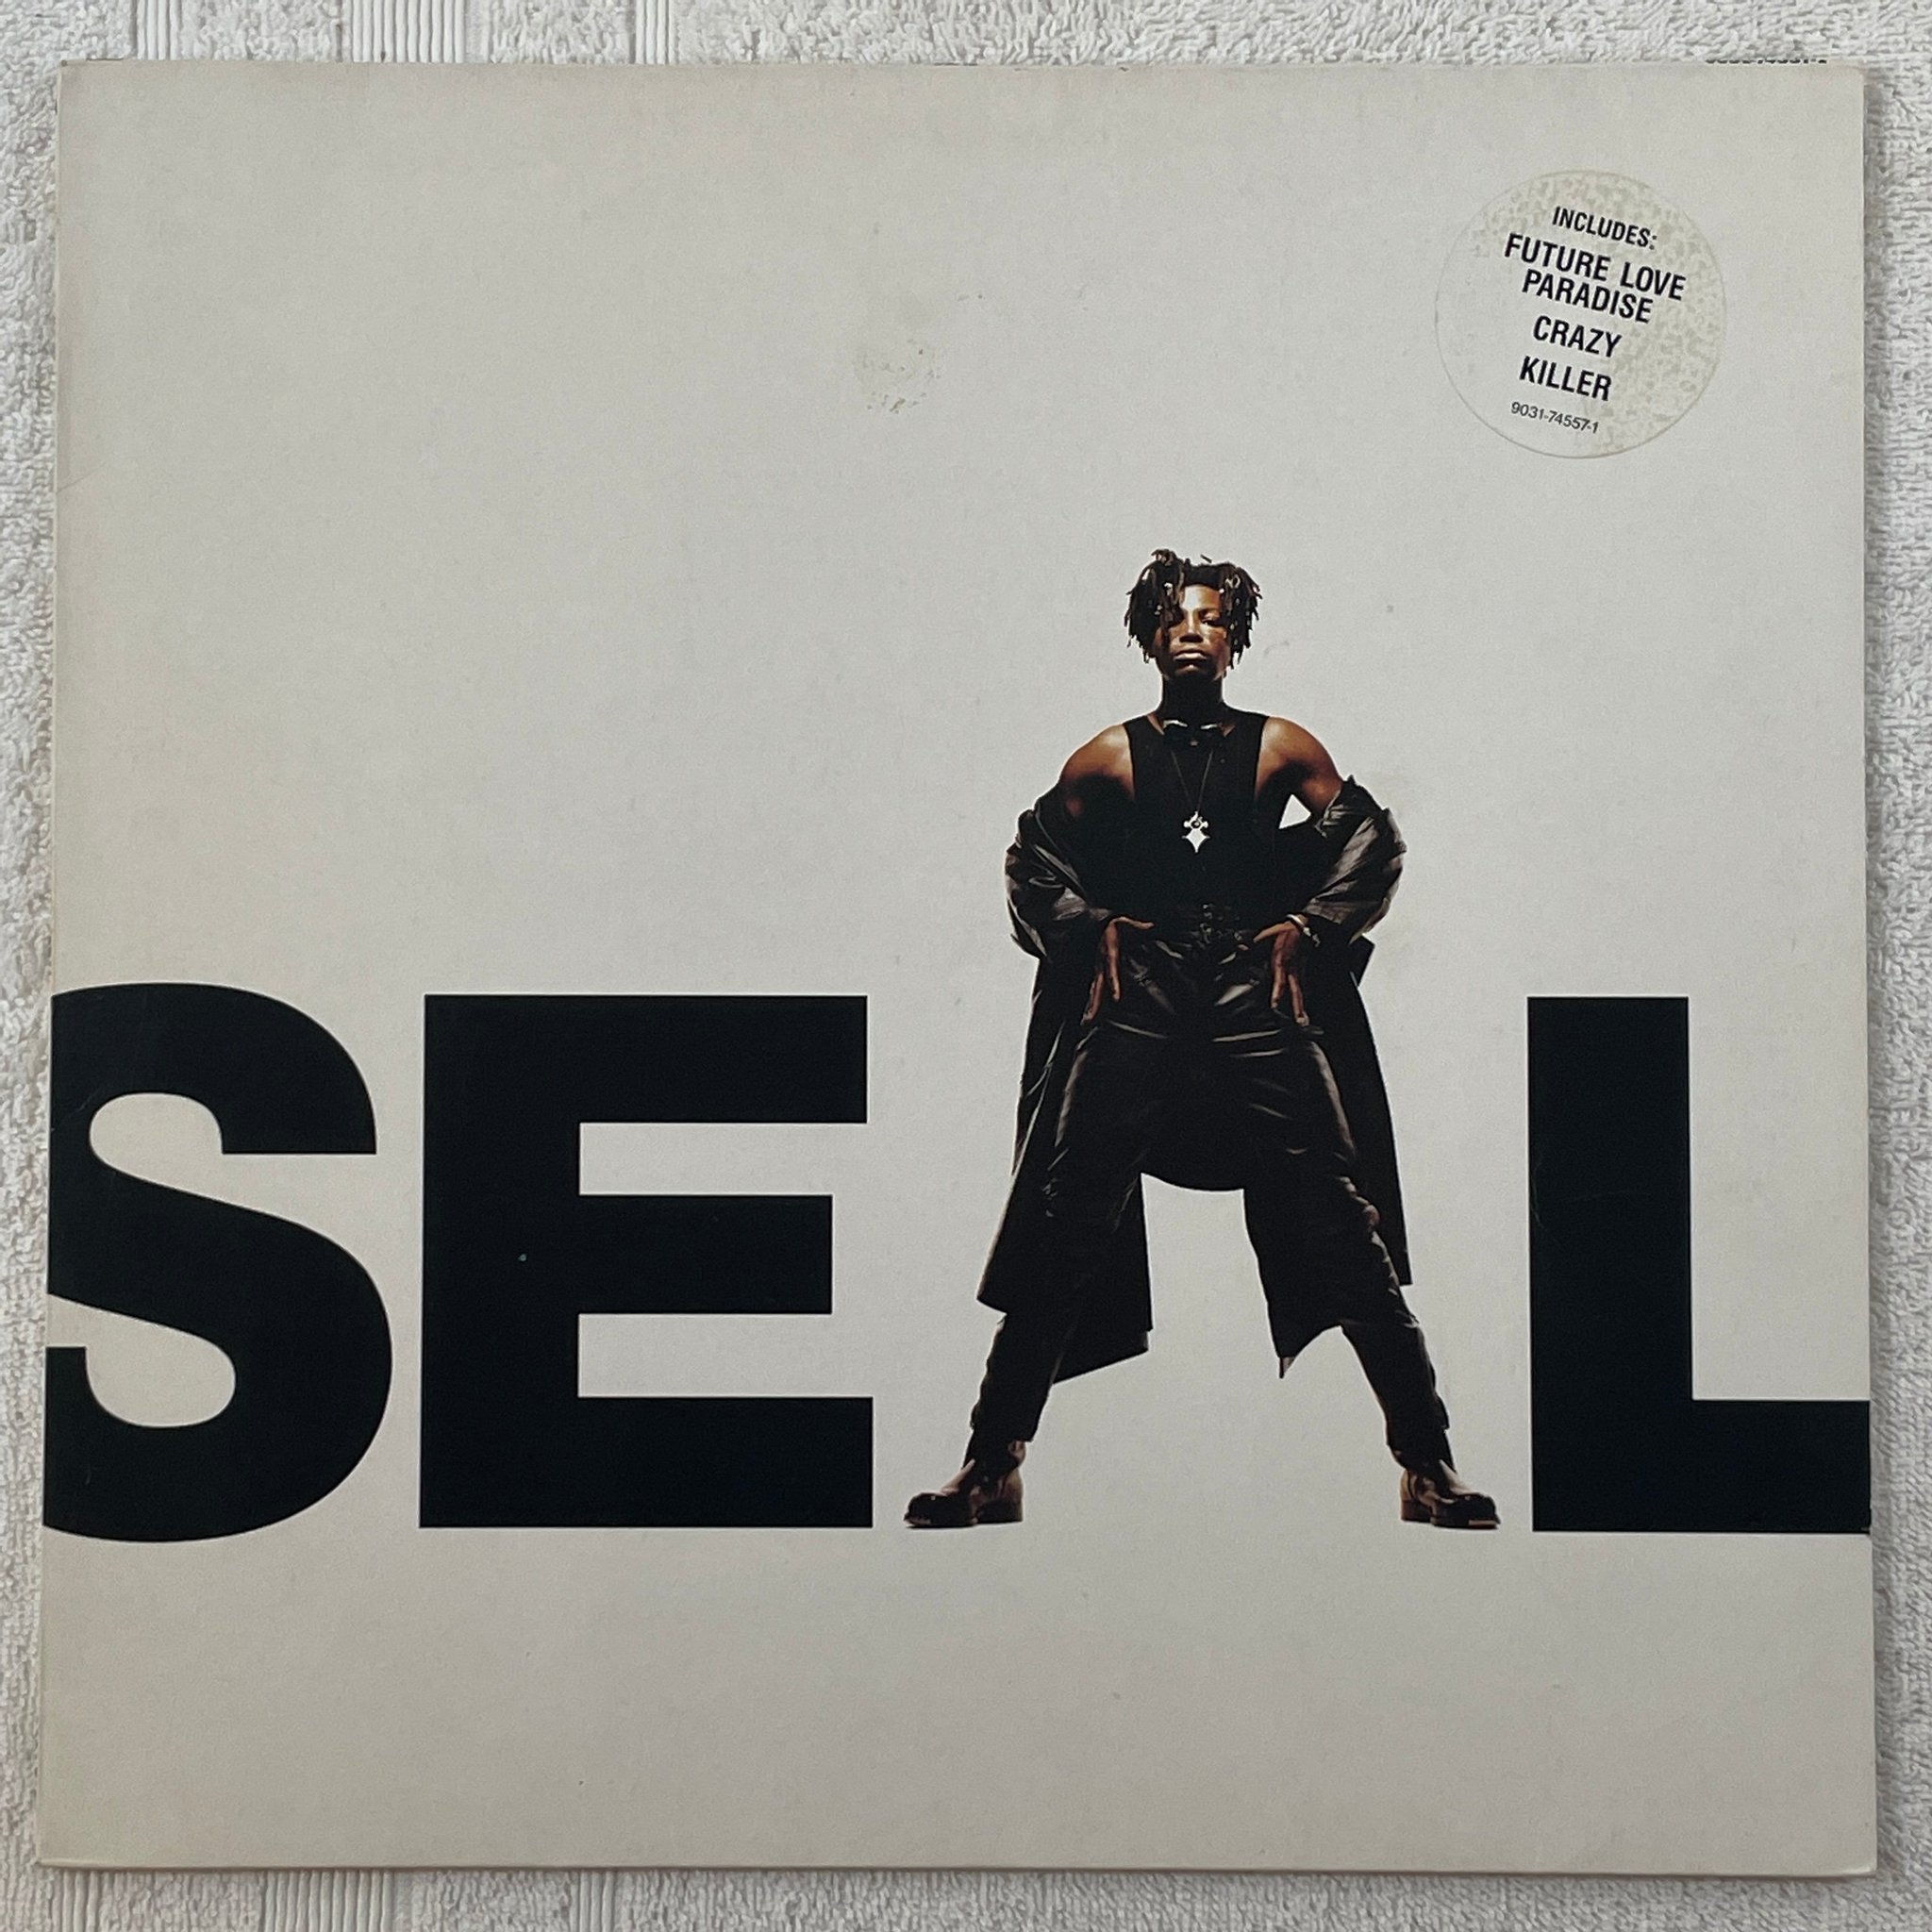 INCLUDES:
FUTURE LOVE
PARADISE
CRAZY
KILLER
9031-74557-1
SEAL